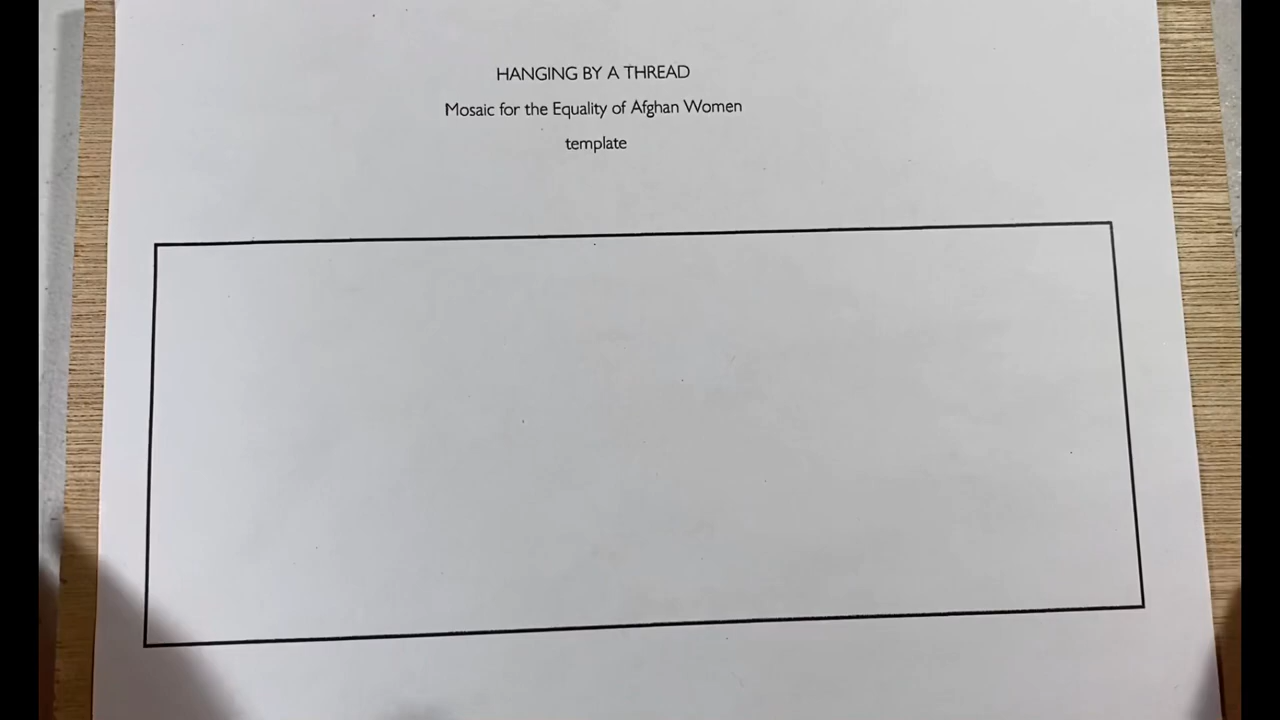 HANGING BY A THREAD
Mosaic for the Equality of Afghan Women
template